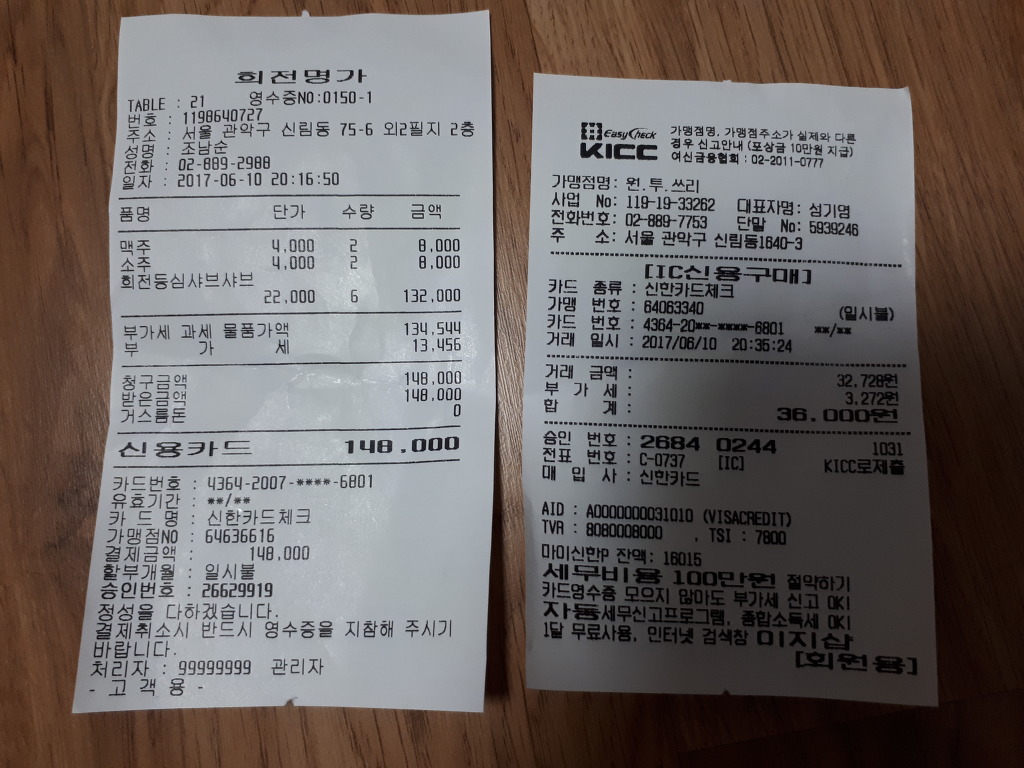 회전명가
TABLE : 21 영수증NO:0150-1
번호 : 1198640727
주소 : 서울 관악구 신림동 75-6 외2필지 2층
성명 : 조남순
전화 : 02-889-2988
일자 : 2017-06-10 20:16:50
품명 단가 수량 금액
맥주 4,000 2 8,000
소주 4,000 2 8,000
회전등심샤브샤브
22,000 6 132,000
부가세 과세 물품가액 134,544
부 가 세 13,456
청구금액 148,000
받은금액 148,000
거스름돈 0
신용카드 148,000
카드번호 : 4364-2007-****-6801
유효기간 : **/**
카 드 명 : 신한카드체크
가맹점NO : 64636616
결제금액 : 148,000
할부개월 : 일시불
승인번호 : 26629919
정성을 다하겠습니다.
결제취소시 반드시 영수증을 지참해 주시기
바랍니다.
처리자 : 99999999 관리자
- 고 객 용 -
EasyCheck
KICC
가맹점명, 가맹점주소가 실제와 다른
경우 신고안내 (포상금 10만원 지급)
여신금융협회 : 02-2011-0777
가맹점명: 원.투.쓰리
사업 No: 119-19-33262 대표자명: 성기영
전화번호: 02-889-7753 단말 No: 5939246
주 소: 서울 관악구 신림동1640-3
[IC신용구매]
카드 종류 : 신한카드체크
가맹 번호 : 64063340 (일시불)
카드 번호 : 4364-20**-****-6801 **/**
거래 일시 : 2017/06/10 20:35:24
거래 금액 : 32,728원
부 가 세 : 3,272원
합 계 : 36,000원
승인 번호 : 2684 0244 1031
전표 번호 : C-0737 [IC] KICC로제출
매 입 사 : 신한카드
AID : A0000000031010 (VISACREDIT)
TVR : 8080008000 , TSI : 7800
마이신한P 잔액: 16015
세무비용 100만원 절약하기
카드영수증 모으지 않아도 부가세 신고 OK!
자동세무신고프로그램, 종합소득세 OK!
1달 무료사용, 인터넷 검색창 이지샵
[회원용]